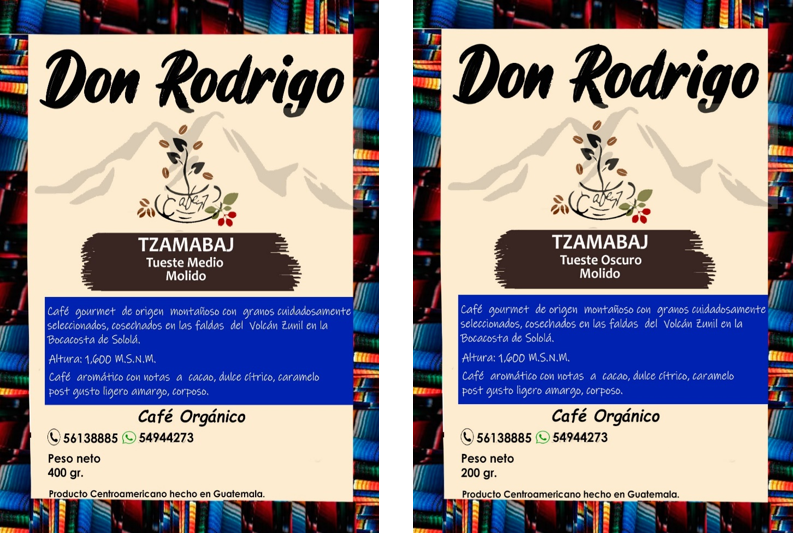 Don Rodrigo
Café
TZAMABAJ
Tueste Medio
Molido
Café gourmet de origen montañoso con granos cuidadosamente
seleccionados, cosechados en las faldas del Volcán Zunil en la
Bocacosta de Sololá.
Altura: 1,600 M.S.N.M.
Café aromático con notas a cacao, dulce cítrico, caramelo
post gusto ligero amargo, corposo.
Café Orgánico
56138885 54944273
Peso neto
400 gr.
Producto Centroamericano hecho en Guatemala.
Don Rodrigo
Café
TZAMABAJ
Tueste Oscuro
Molido
Café gourmet de origen montañoso con granos cuidadosamente
seleccionados, cosechados en las faldas del Volcán Zunil en la
Bocacosta de Sololá.
Altura: 1,600 M.S.N.M.
Café aromático con notas a cacao, dulce cítrico, caramelo
post gusto ligero amargo, corposo.
Café Orgánico
56138885 54944273
Peso neto
200 gr.
Producto Centroamericano hecho en Guatemala.